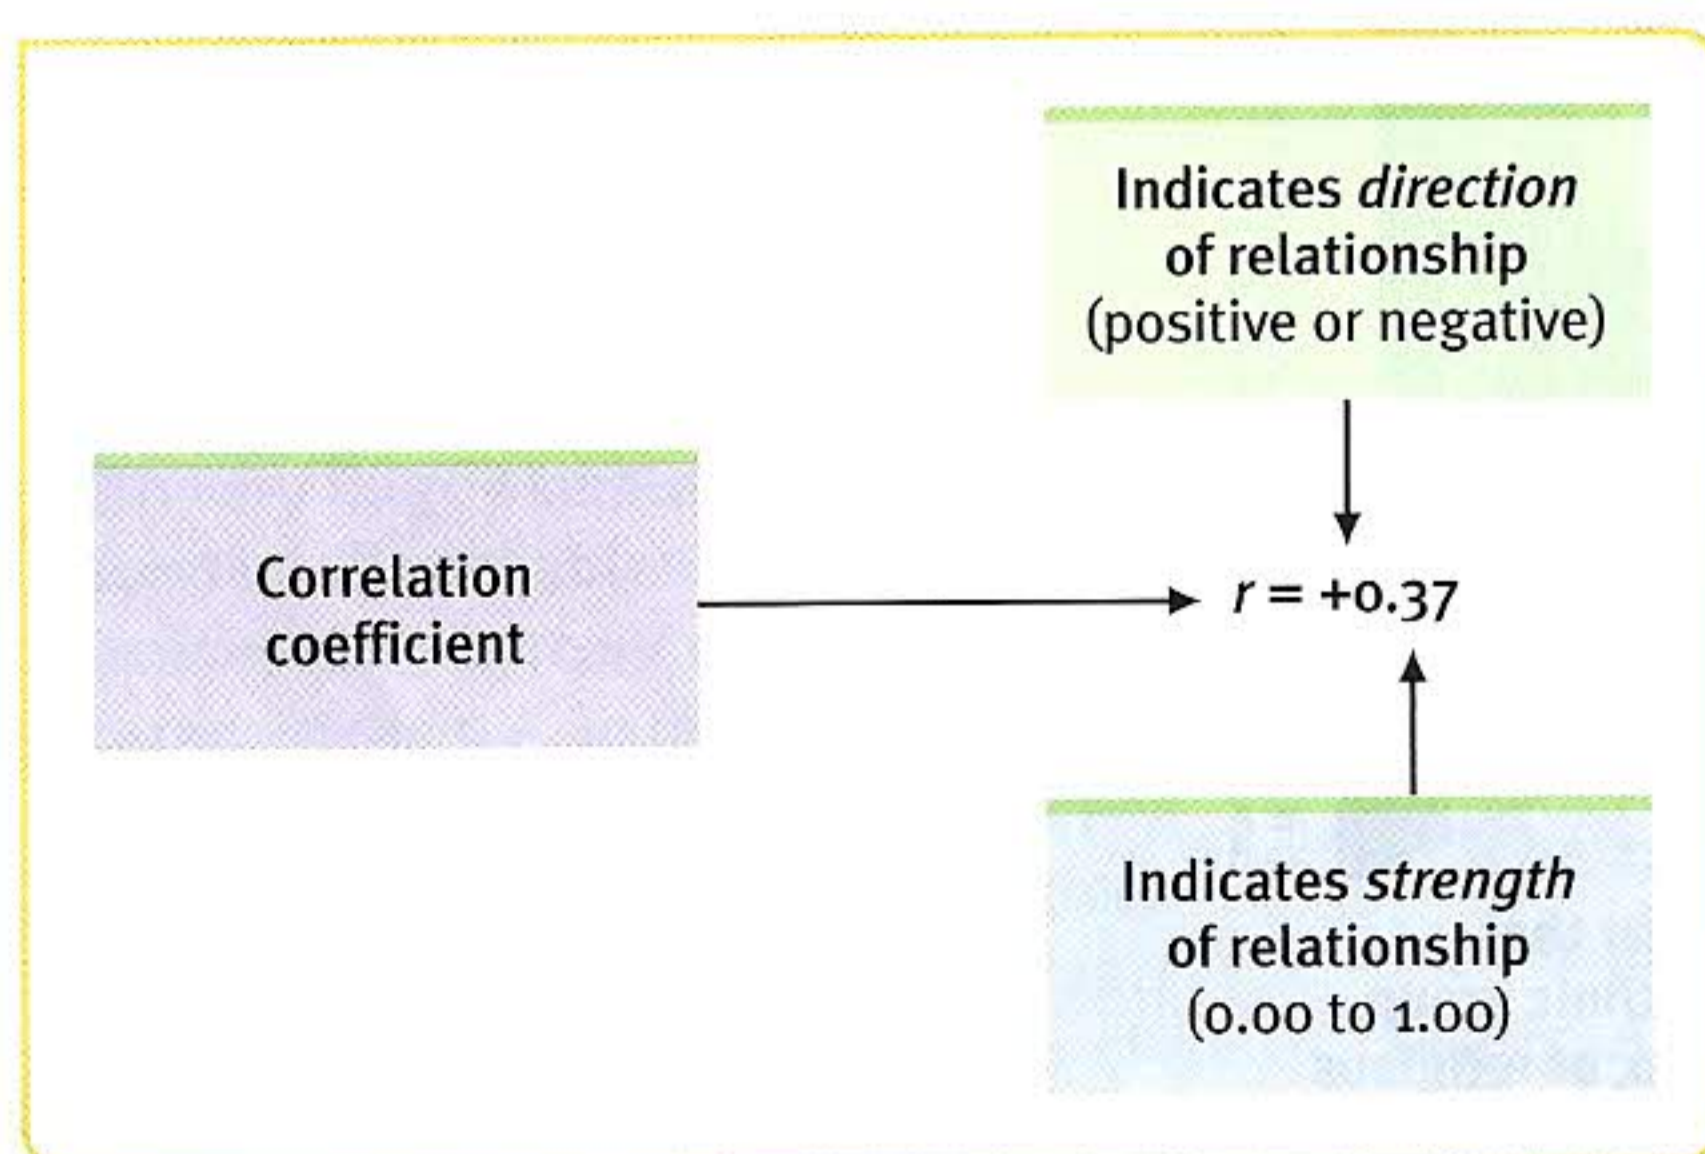 Indicates direction
of relationship
(positive or negative)
Correlation
coefficient
r = +0.37
Indicates strength
of relationship
(0.00 to 1.00)